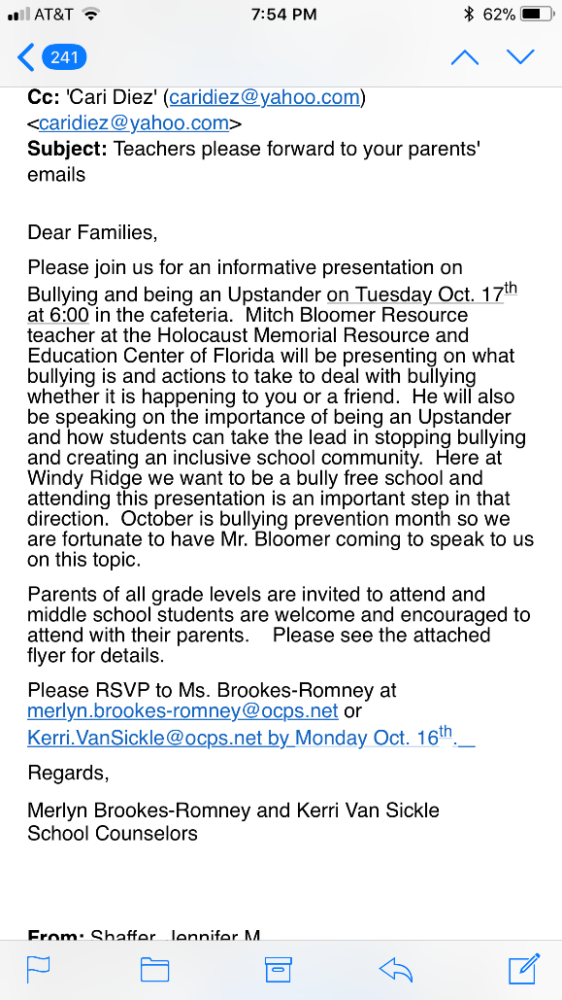 AT&T 7:54 PM 62%
241
Cc: 'Cari Diez' (caridiez@yahoo.com)
<caridiez@yahoo.com>
Subject: Teachers please forward to your parents'
emails
Dear Families,
Please join us for an informative presentation on
Bullying and being an Upstander on Tuesday Oct. 17th
at 6:00 in the cafeteria.  Mitch Bloomer Resource
teacher at the Holocaust Memorial Resource and
Education Center of Florida will be presenting on what
bullying is and actions to take to deal with bullying
whether it is happening to you or a friend.  He will also
be speaking on the importance of being an Upstander
and how students can take the lead in stopping bullying
and creating an inclusive school community.  Here at
Windy Ridge we want to be a bully free school and
attending this presentation is an important step in that
direction.  October is bullying prevention month so we
are fortunate to have Mr. Bloomer coming to speak to us
on this topic.
Parents of all grade levels are invited to attend and
middle school students are welcome and encouraged to
attend with their parents.    Please see the attached
flyer for details.
Please RSVP to Ms. Brookes-Romney at
merlyn.brookes-romney@ocps.net or
Kerri.VanSickle@ocps.net by Monday Oct. 16th.
Regards,
Merlyn Brookes-Romney and Kerri Van Sickle
School Counselors
From: Shaffer, Jennifer M.